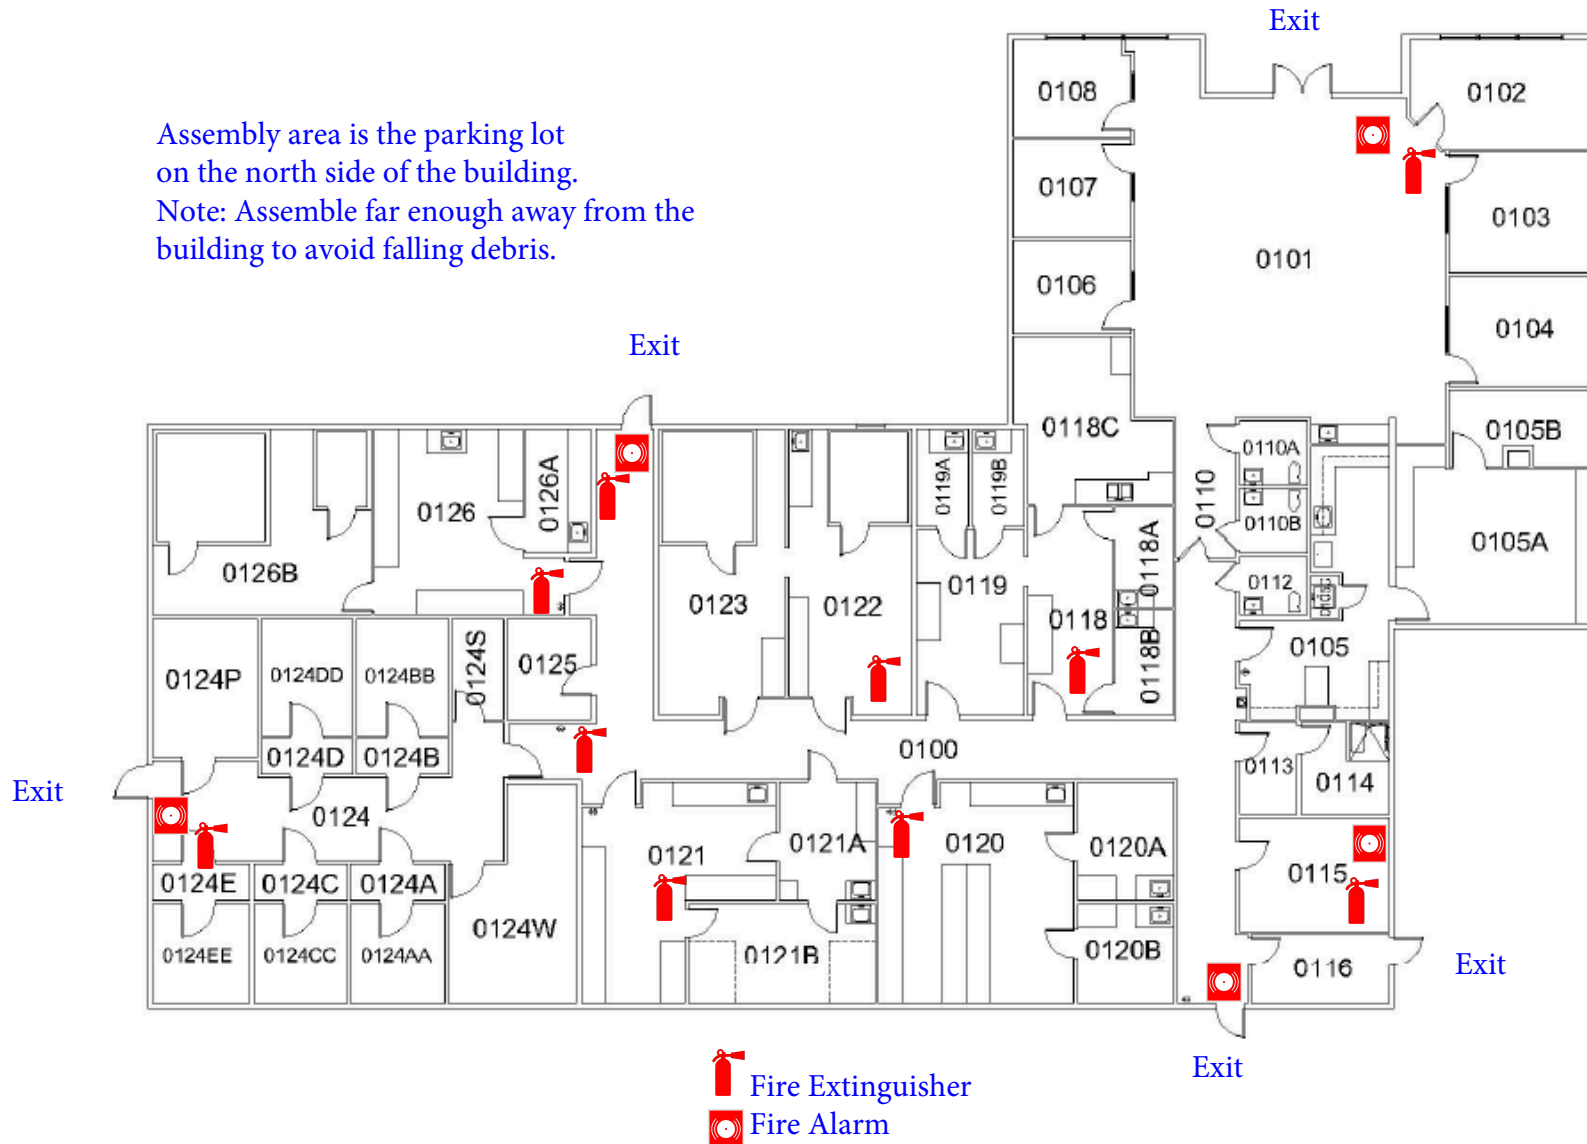 Exit
0108
0102
Assembly area is the parking lot
on the north side of the building.
Note: Assemble far enough away from the
building to avoid falling debris.
0107
0103
0101
0106
0104
Exit
0118C
0105B
0110A
0119A
0119B
0126A
0126
0110
0110B
0105A
0118A
0126B
0112
0119
0123
0122
0118
0124S
0105
0125
0124P
0124DD
0124BB
0118B
0100
0124D
0124B
0113
0114
Exit
0124
0121
0121A
0120
0120A
0115
0124E
0124C
0124A
0124W
0124EE
0124CC
0124AA
0121B
0120B
0116
Exit
Exit
Fire Extinguisher
Fire Alarm